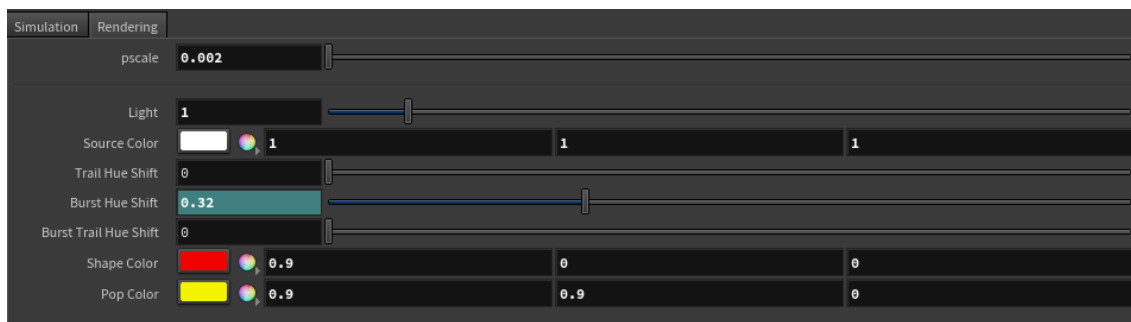 Simulation Rendering
pscale 0.002
Light 1
Source Color 1 1 1
Trail Hue Shift 0
Burst Hue Shift 0.32
Burst Trail Hue Shift 0
Shape Color 0.9 0 0
Pop Color 0.9 0.9 0